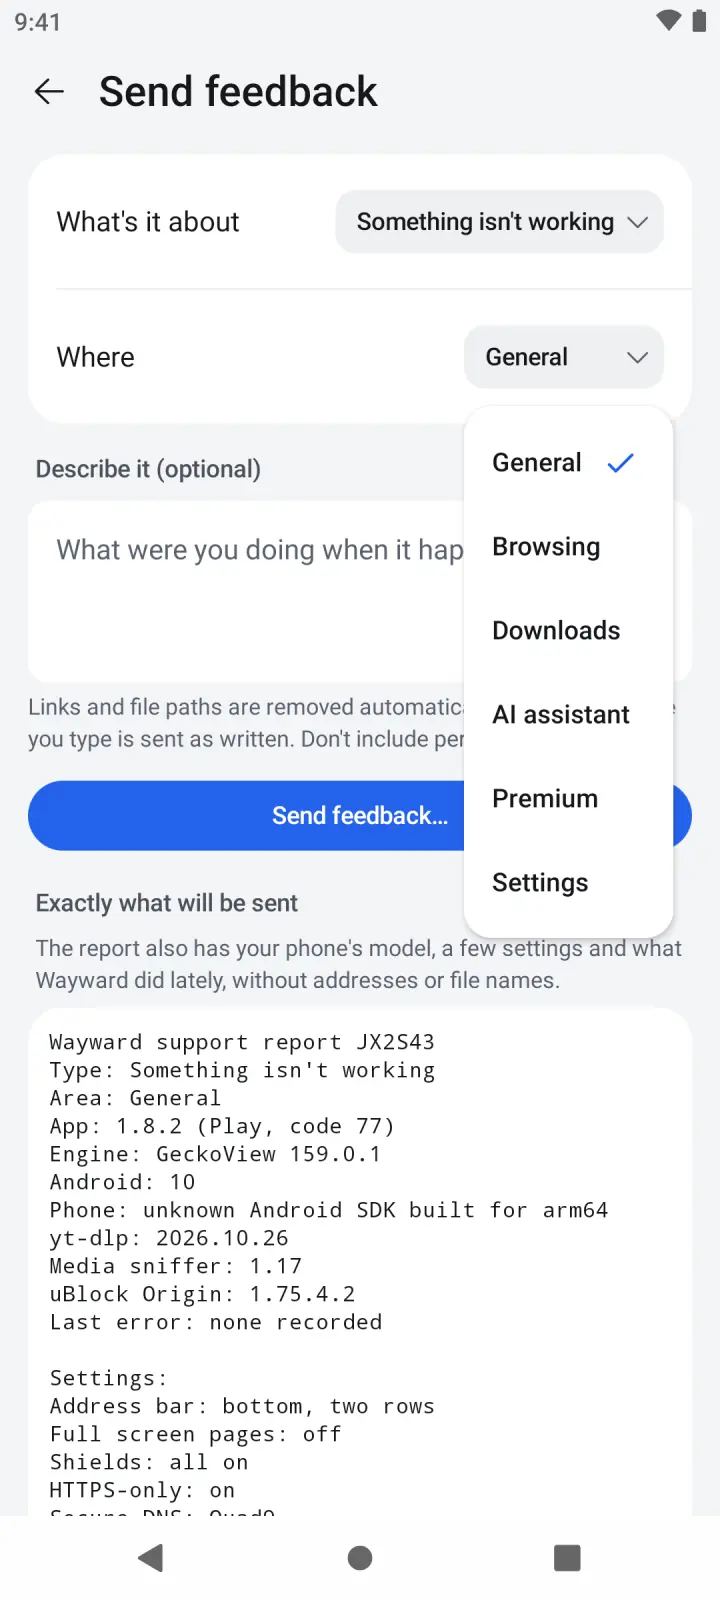 9:41
Send feedback
What's it about
Something isn't working
Where
General
General
Browsing
Downloads
AI assistant
Premium
Settings
Describe it (optional)
What were you doing when it hap
Links and file paths are removed automatic
you type is sent as written. Don't include per
Send feedback...
Exactly what will be sent
The report also has your phone's model, a few settings and what
Wayward did lately, without addresses or file names.
Wayward support report JX2S43
Type: Something isn't working
Area: General
App: 1.8.2 (Play, code 77)
Engine: GeckoView 159.0.1
Android: 10
Phone: unknown Android SDK built for arm64
yt-dlp: 2026.10.26
Media sniffer: 1.17
uBlock Origin: 1.75.4.2
Last error: none recorded
Settings:
Address bar: bottom, two rows
Full screen pages: off
Shields: all on
HTTPS-only: on
Secure DNS: Quad9